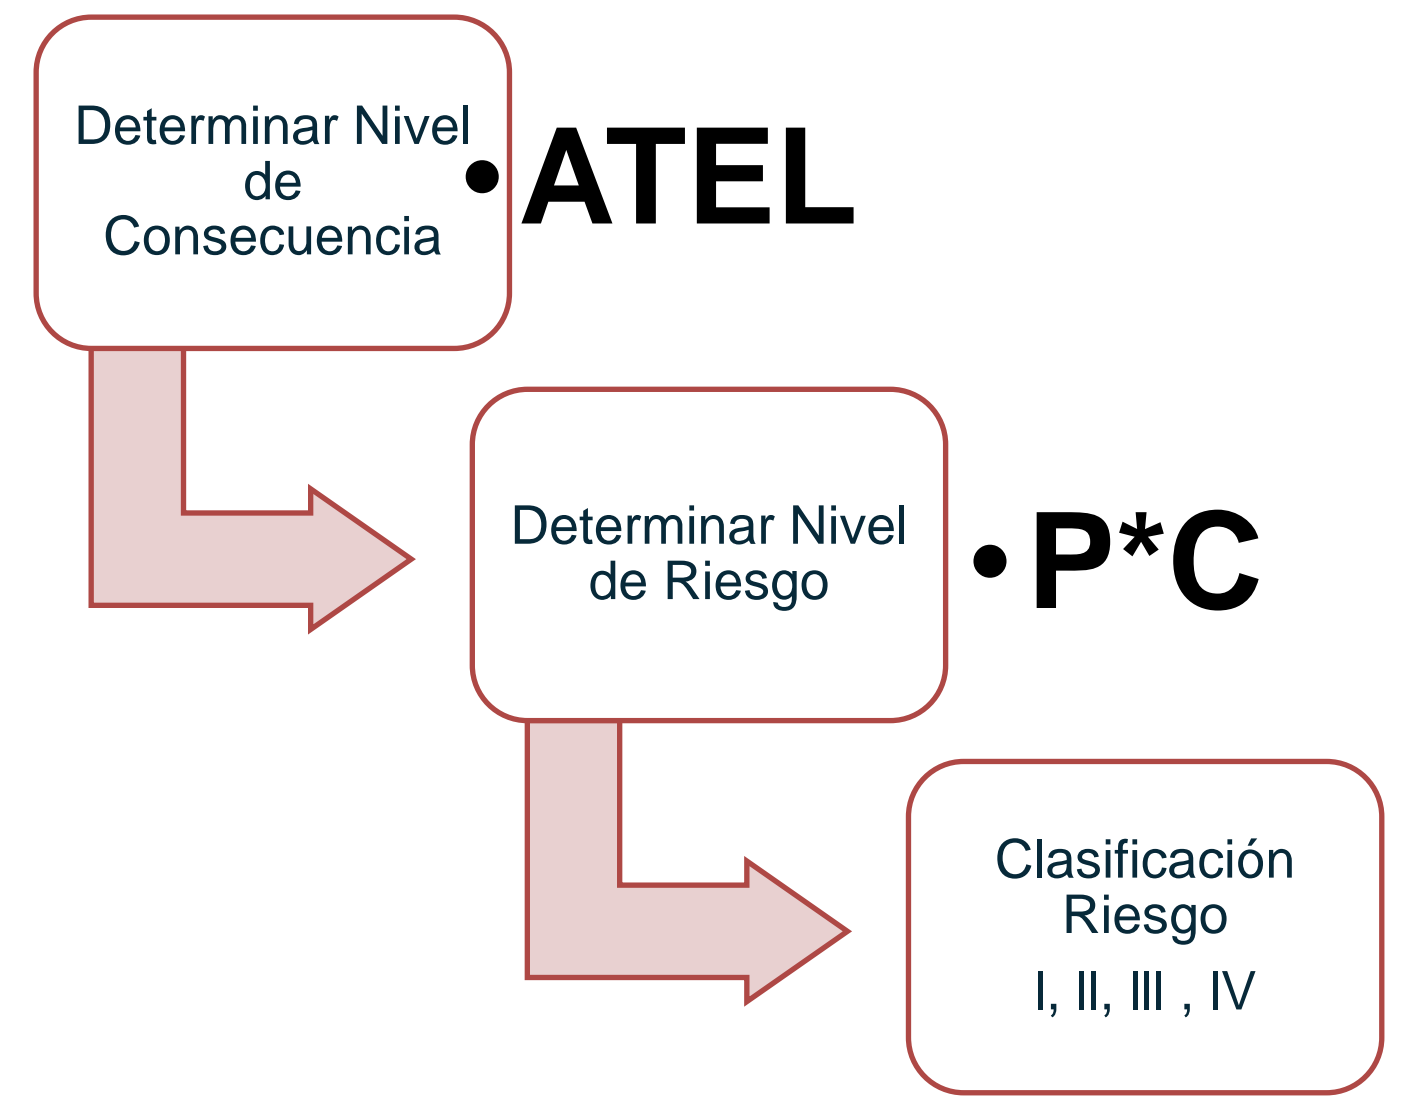 Determinar Nivel
de
Consecuencia
• ATEL
Determinar Nivel
de Riesgo
• P*C
Clasificación
Riesgo
I, II, III , IV